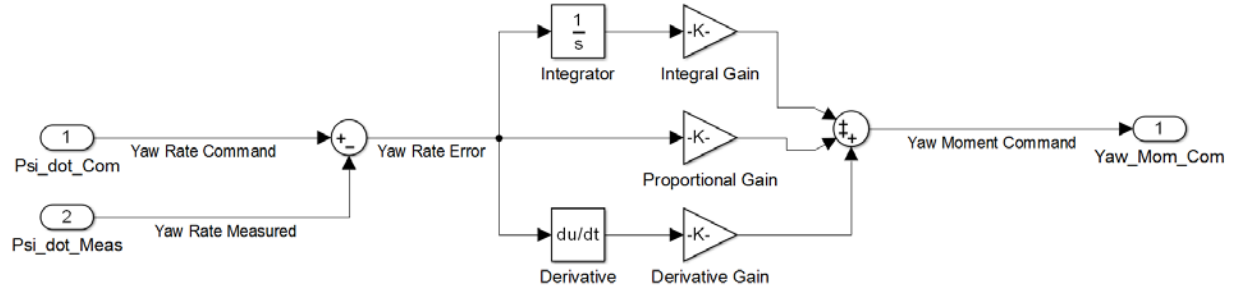 1
s
-K-
Integrator
Integral Gain
1
Psi_dot_Com
Yaw Rate Command
+
−
Yaw Rate Error
-K-
Proportional Gain
+
+
+
Yaw Moment Command
1
Yaw_Mom_Com
2
Psi_dot_Meas
Yaw Rate Measured
du/dt
-K-
Derivative
Derivative Gain